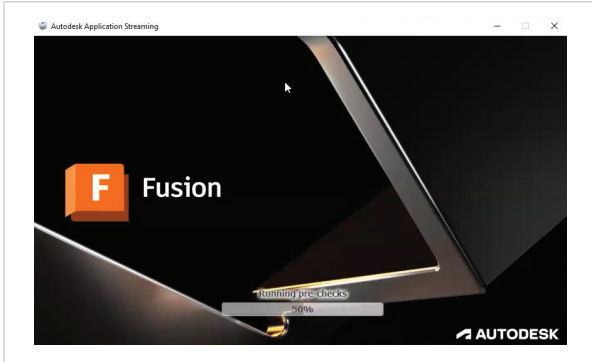 Autodesk Application Streaming
F Fusion
Running pre-checks
50%
AUTODESK